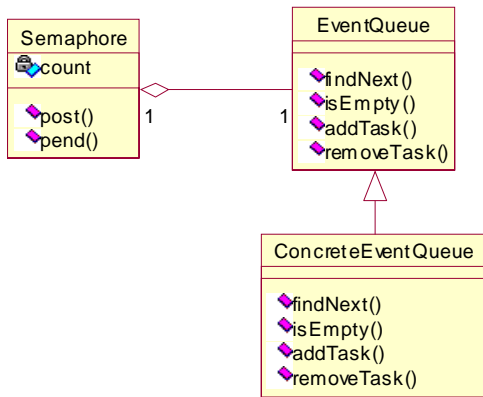 Semaphore
count
post()
pend()
1
1
EventQueue
findNext()
isEmpty()
addTask()
removeTask()
ConcreteEventQueue
findNext()
isEmpty()
addTask()
removeTask()